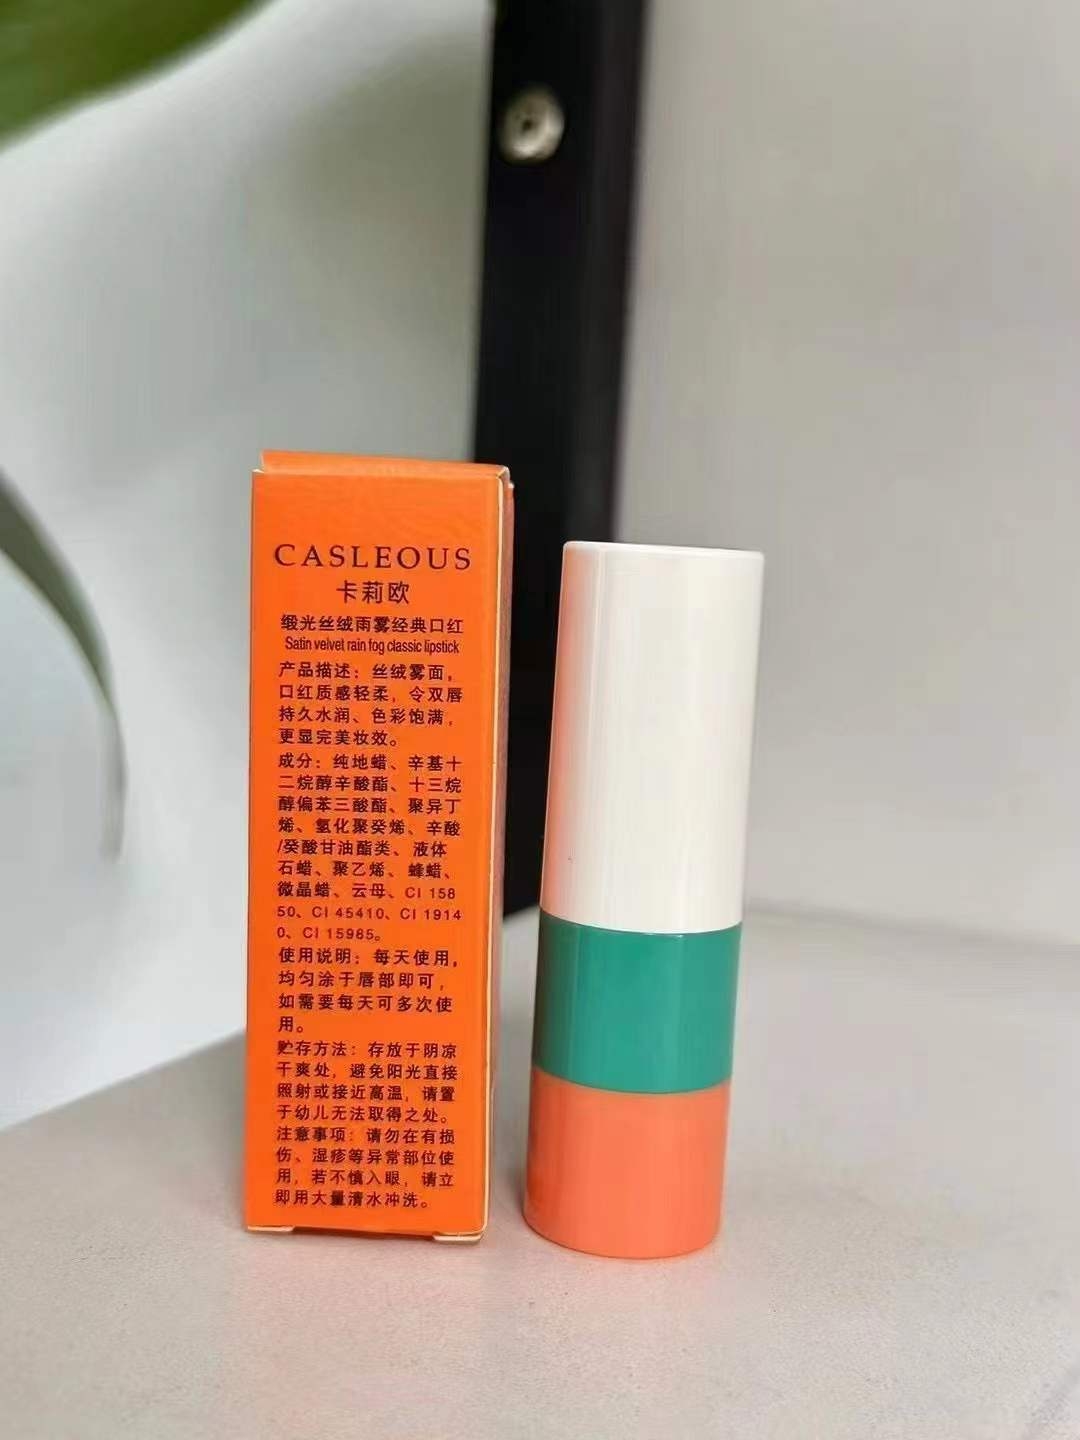 CASLEOUS
卡莉欧
缎光丝绒雨雾经典口红
Satin velvet rain fog classic lipstick
产品描述：丝绒雾面，
口红质感轻柔，令双唇
持久水润、色彩饱满，
更显完美妆效。
成分：纯地蜡、辛基十
二烷醇辛酸酯、十三烷
醇偏苯三酸酯、聚异丁
烯、氢化聚癸烯、辛酸
/癸酸甘油酯类、液体
石蜡、聚乙烯、蜂蜡、
微晶蜡、云母、CI 158
50、CI 45410、CI 1914
0、CI 15985。
使用说明：每天使用，
均匀涂于唇部即可，
如需要每天可多次使
用。
贮存方法：存放于阴凉
干爽处，避免阳光直接
照射或接近高温，请置
于幼儿无法取得之处。
注意事项：请勿在有损
伤、湿疹等异常部位使
用，若不慎入眼，请立
即用大量清水冲洗。